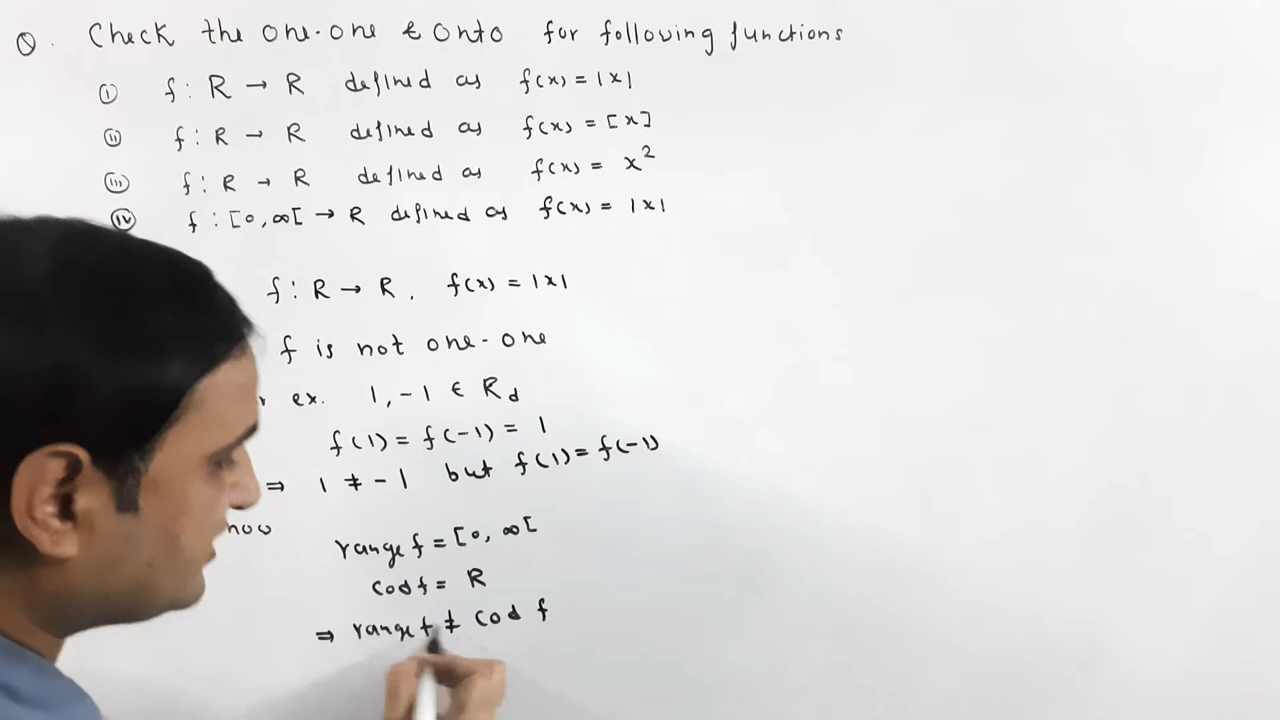 Q. Check the one-one & onto for following functions
(i) f : R → R defined as f(x) = |x|
(ii) f : R → R defined as f(x) = [x]
(iii) f : R → R defined as f(x) = x²
(iv) f : [0, ∞[ → R defined as f(x) = |x|
f : R → R . f(x) = |x|
f is not one-one
ex. 1, -1 ∈ R_d
f(1) = f(-1) = 1
⇒ 1 ≠ -1 but f(1) = f(-1)
now
range f = [0, ∞[
cod f = R
⇒ range f ≠ cod f